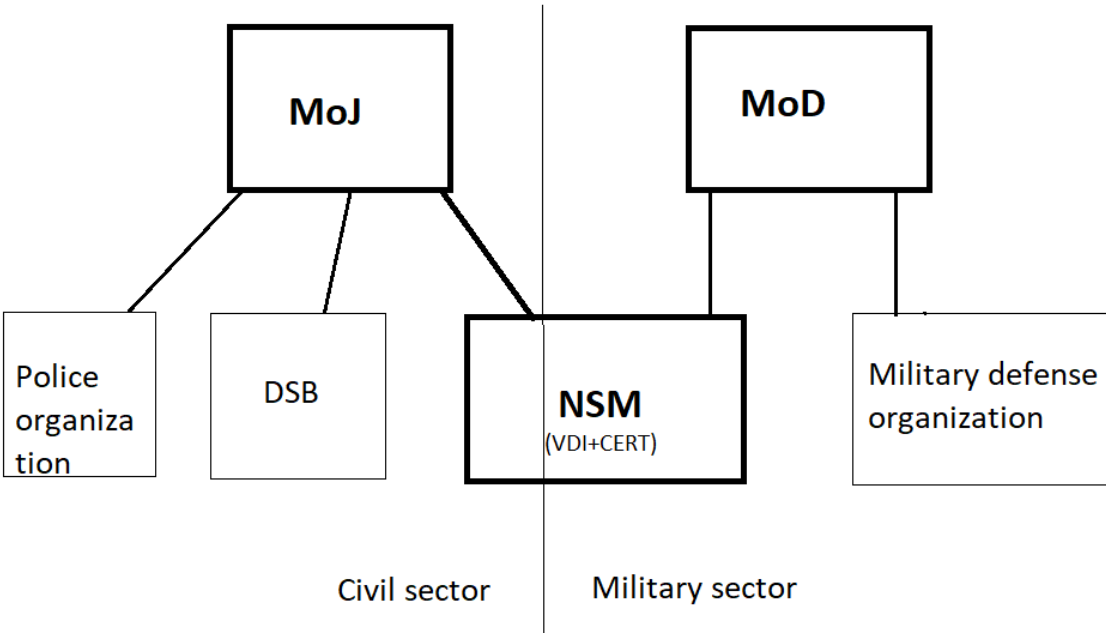 MoJ
MoD
Police
organiza
tion
DSB
NSM
(VDI+CERT)
Military defense
organization
Civil sector
Military sector